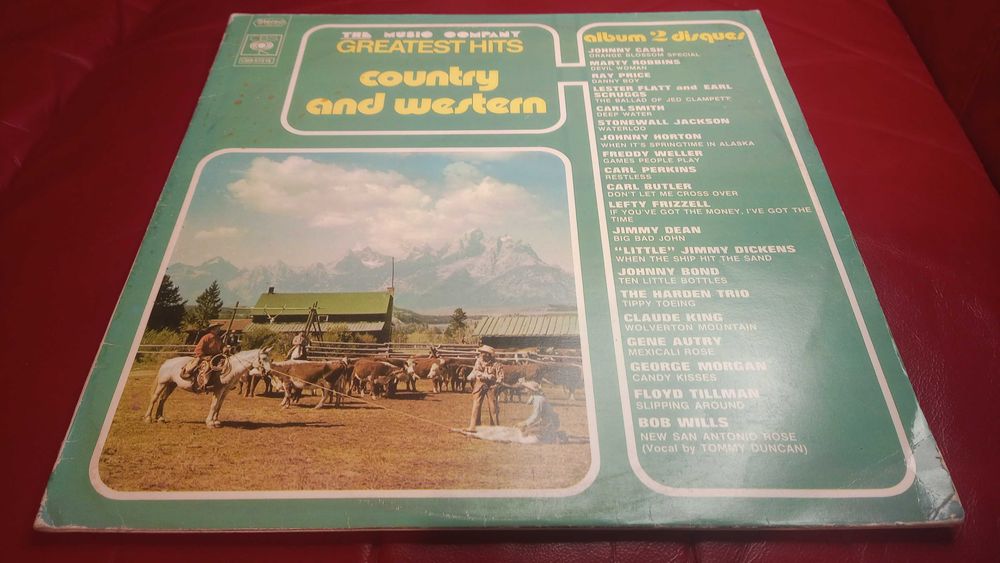 Stereo
CBS
THE MUSIC COMPANY
GREATEST HITS
country
and western
album 2 disques
JOHNNY CASH
ORANGE BLOSSOM SPECIAL
MARTY ROBBINS
DEVIL WOMAN
RAY PRICE
DANNY BOY
LESTER FLATT and EARL
SCRUGGS
THE BALLAD OF JED CLAMPETT
CARL SMITH
DEEP WATER
STONEWALL JACKSON
WATERLOO
JOHNNY HORTON
WHEN IT'S SPRINGTIME IN ALASKA
FREDDY WELLER
GAMES PEOPLE PLAY
CARL PERKINS
RESTLESS
CARL BUTLER
DON'T LET ME CROSS OVER
LEFTY FRIZZELL
IF YOU'VE GOT THE MONEY, I'VE GOT THE
TIME
JIMMY DEAN
BIG BAD JOHN
"LITTLE" JIMMY DICKENS
WHEN THE SHIP HIT THE SAND
JOHNNY BOND
TEN LITTLE BOTTLES
THE HARDEN TRIO
TIPPY TOEING
CLAUDE KING
WOLVERTON MOUNTAIN
GENE AUTRY
MEXICALI ROSE
GEORGE MORGAN
CANDY KISSES
FLOYD TILLMAN
SLIPPING AROUND
BOB WILLS
NEW SAN ANTONIO ROSE
(Vocal by TOMMY DUNCAN)